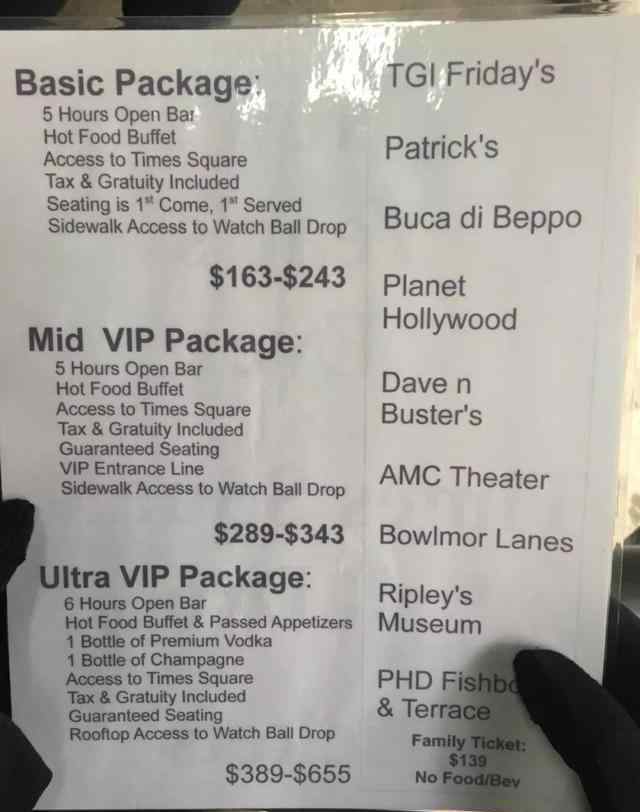 Basic Package:
5 Hours Open Bar
Hot Food Buffet
Access to Times Square
Tax & Gratuity Included
Seating is 1st Come, 1st Served
Sidewalk Access to Watch Ball Drop
$163-$243
Mid VIP Package:
5 Hours Open Bar
Hot Food Buffet
Access to Times Square
Tax & Gratuity Included
Guaranteed Seating
VIP Entrance Line
Sidewalk Access to Watch Ball Drop
$289-$343
Ultra VIP Package:
6 Hours Open Bar
Hot Food Buffet & Passed Appetizers
1 Bottle of Premium Vodka
1 Bottle of Champagne
Access to Times Square
Tax & Gratuity Included
Guaranteed Seating
Rooftop Access to Watch Ball Drop
$389-$655
TGI Friday's
Patrick's
Buca di Beppo
Planet
Hollywood
Dave n
Buster's
AMC Theater
Bowlmor Lanes
Ripley's
Museum
PHD
& Terrace
Family Ticket:
$139
No Food/Bev